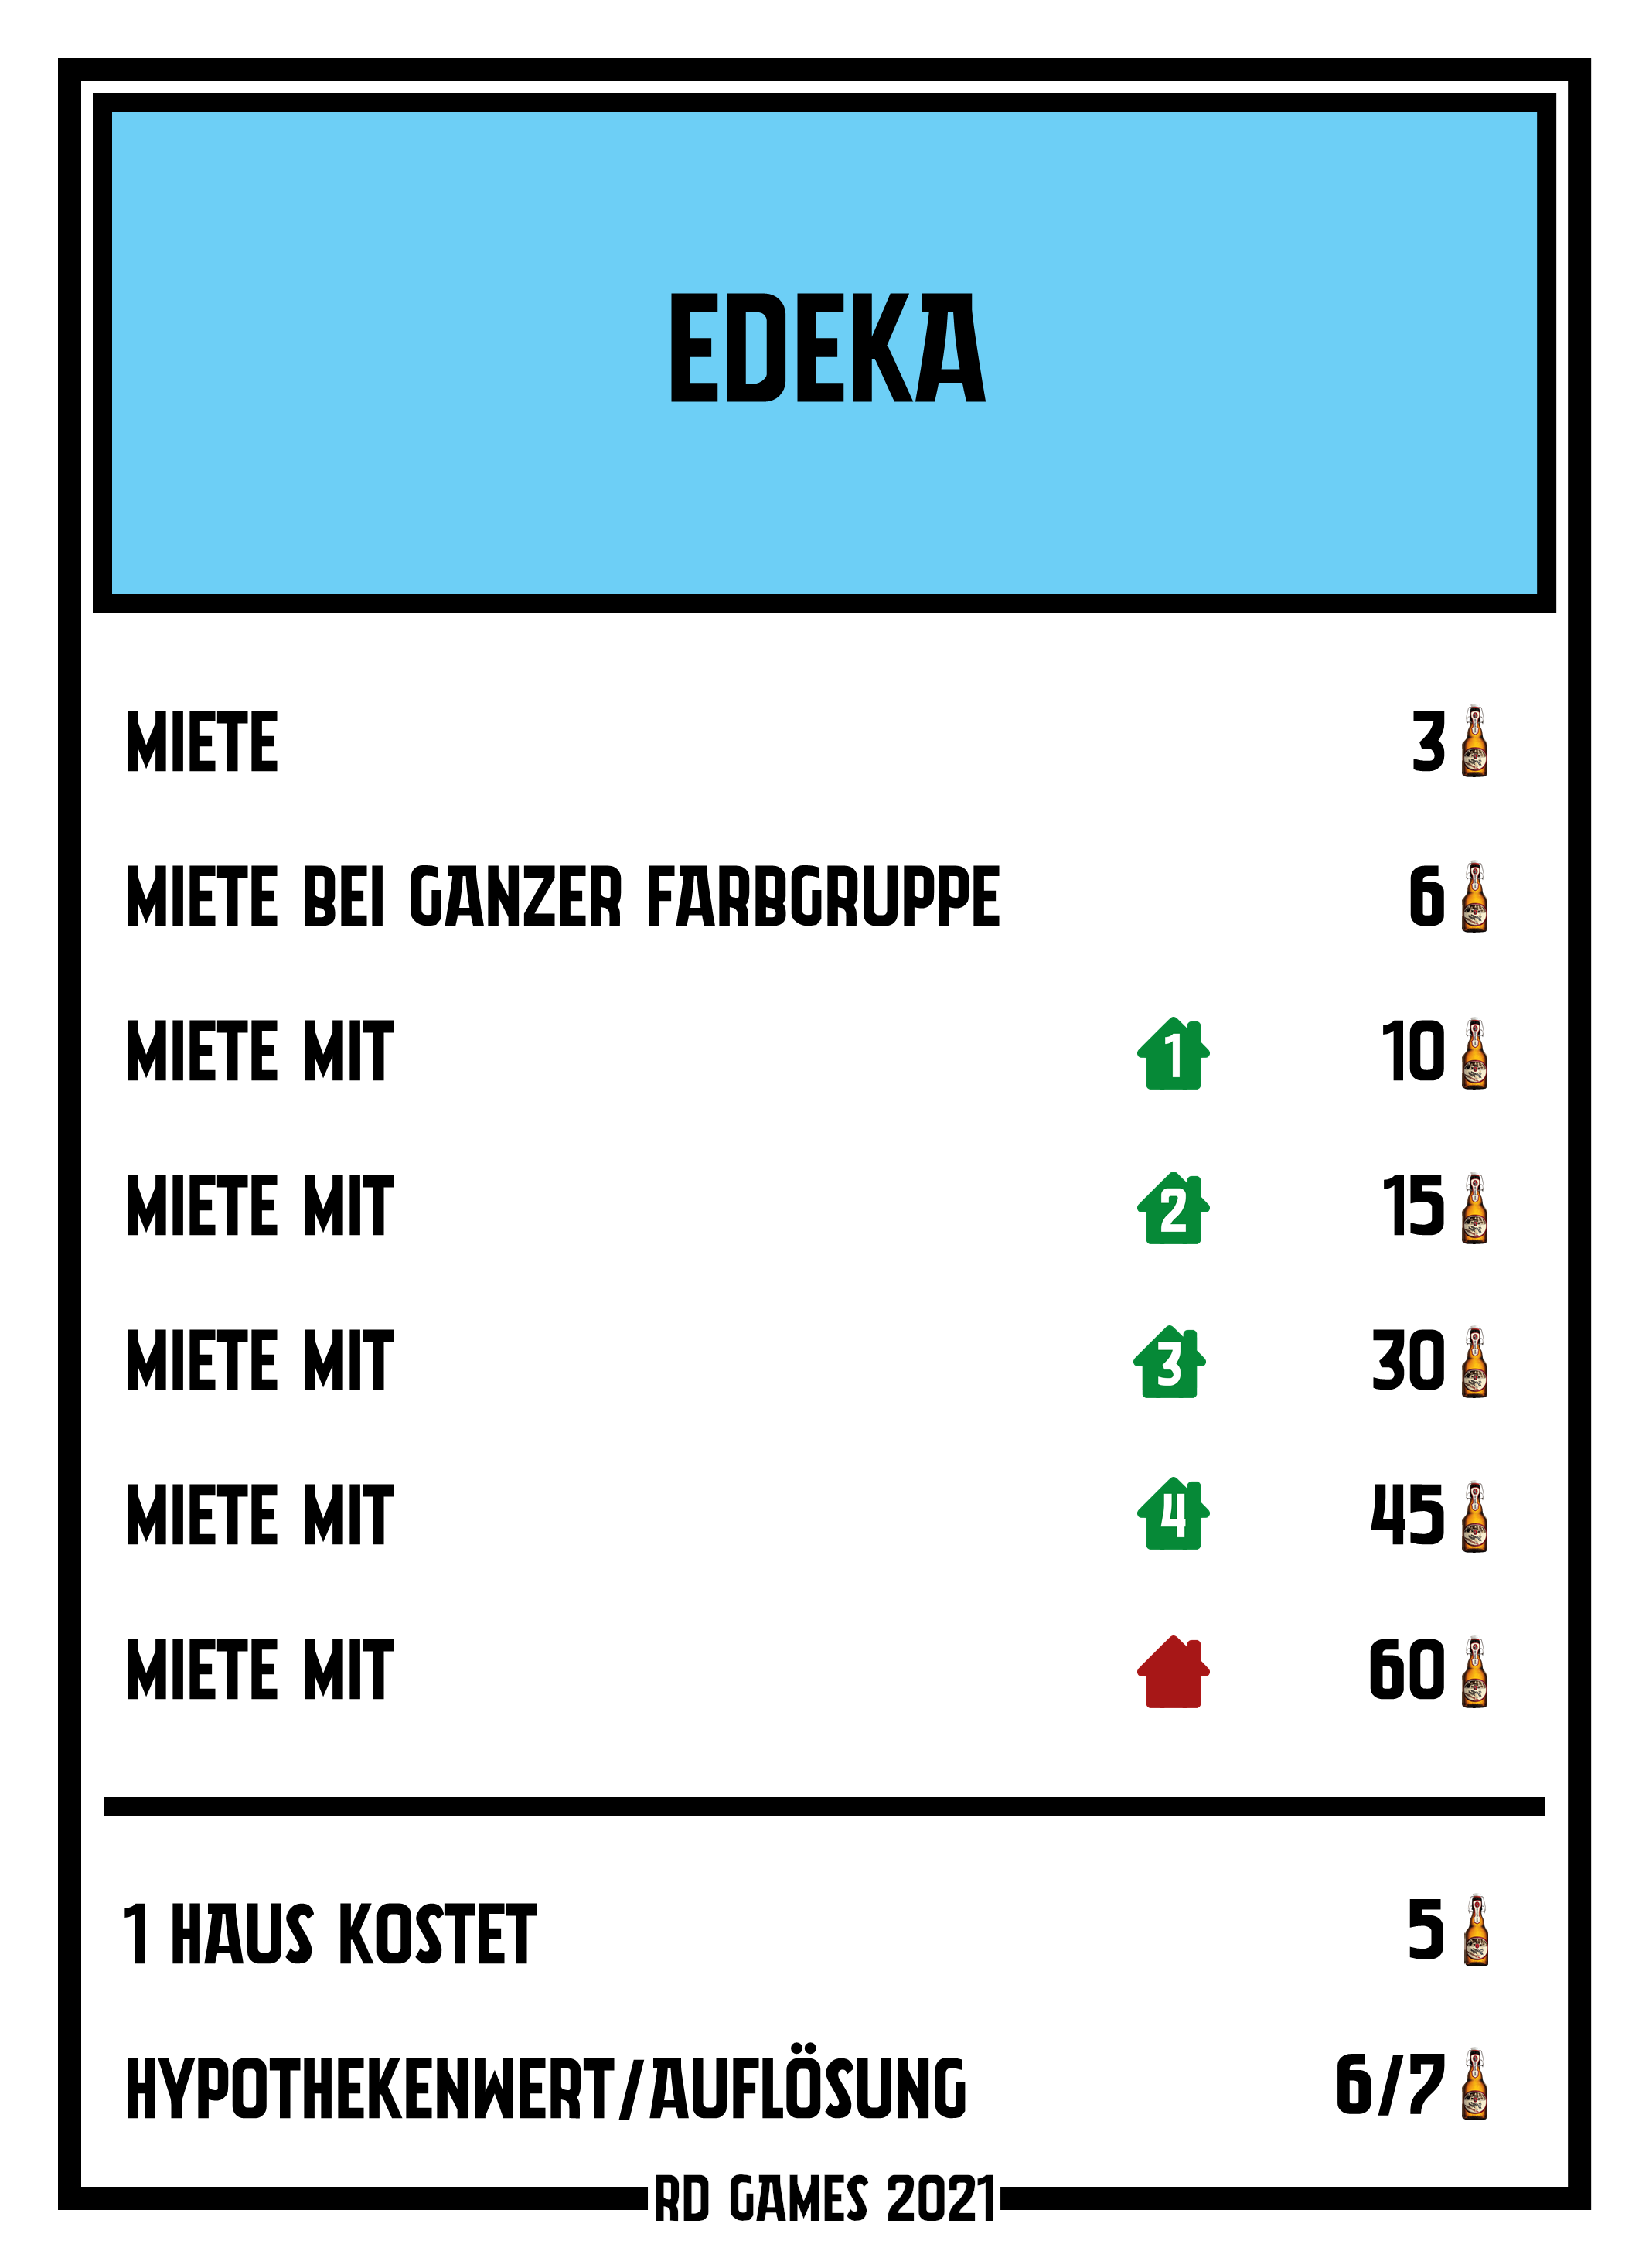 EDEKA
MIETE 3
MIETE BEI GANZER FARBGRUPPE 6
MIETE MIT 1 10
MIETE MIT 2 15
MIETE MIT 3 30
MIETE MIT 4 45
MIETE MIT 60
1 HAUS KOSTET 5
HYPOTHEKENWERT/AUFLÖSUNG 6/7
RD GAMES 2021